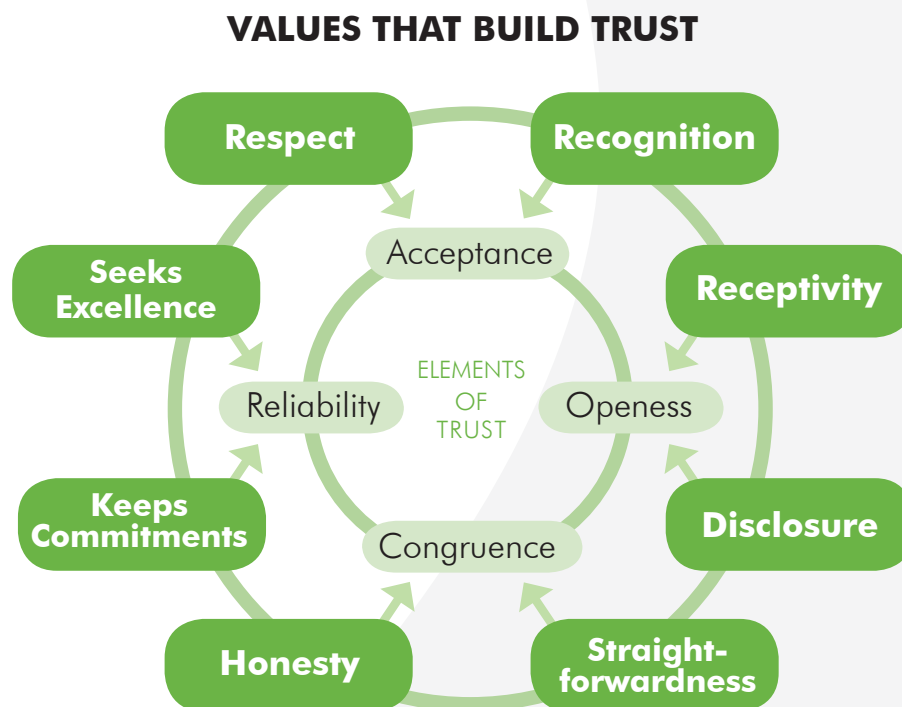 VALUES THAT BUILD TRUST
Respect
Recognition
Acceptance
Seeks
Excellence
Receptivity
ELEMENTS
OF
TRUST
Reliability
Openess
Keeps
Commitments
Disclosure
Congruence
Honesty
Straight-
forwardness